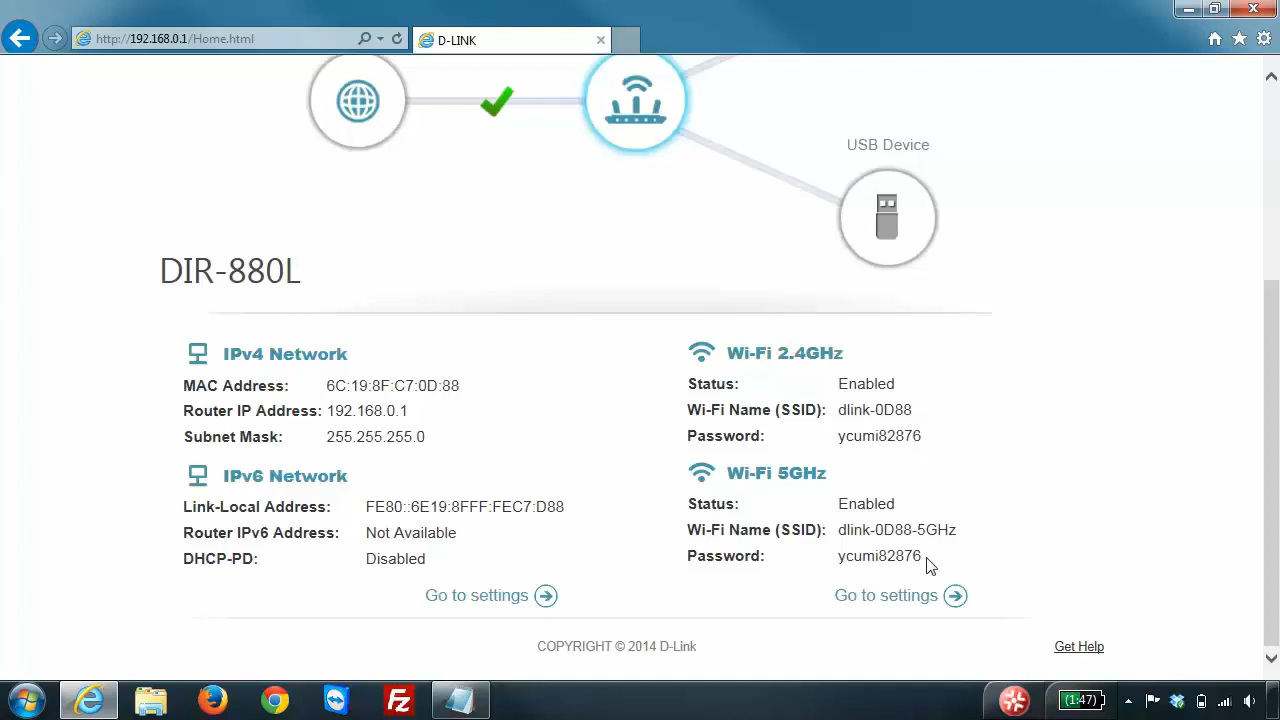 http://192.168.0.1/Home.html
D-LINK
USB Device
DIR-880L
IPv4 Network
MAC Address: 6C:19:8F:C7:0D:88
Router IP Address: 192.168.0.1
Subnet Mask: 255.255.255.0
IPv6 Network
Link-Local Address: FE80::6E19:8FFF:FEC7:D88
Router IPv6 Address: Not Available
DHCP-PD: Disabled
Go to settings
Wi-Fi 2.4GHz
Status: Enabled
Wi-Fi Name (SSID): dlink-0D88
Password: ycumi82876
Wi-Fi 5GHz
Status: Enabled
Wi-Fi Name (SSID): dlink-0D88-5GHz
Password: ycumi82876
Go to settings
COPYRIGHT © 2014 D-Link
Get Help
Fz
(1:47)